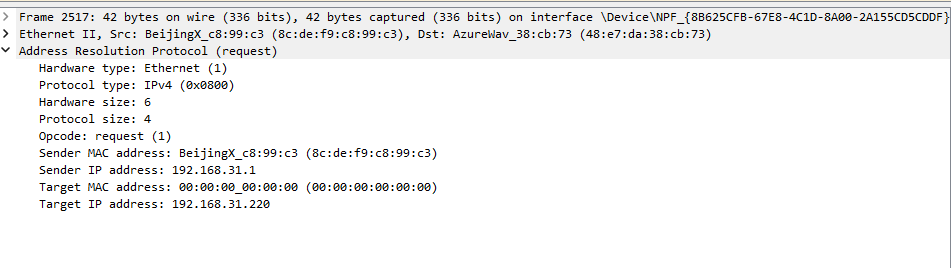 Frame 2517: 42 bytes on wire (336 bits), 42 bytes captured (336 bits) on interface \Device\NPF_{8B625CFB-67E8-4C1D-8A00-2A155CD5CDDF}
Ethernet II, Src: BeijingX_c8:99:c3 (8c:de:f9:c8:99:c3), Dst: AzureWav_38:cb:73 (48:e7:da:38:cb:73)
Address Resolution Protocol (request)
Hardware type: Ethernet (1)
Protocol type: IPv4 (0x0800)
Hardware size: 6
Protocol size: 4
Opcode: request (1)
Sender MAC address: BeijingX_c8:99:c3 (8c:de:f9:c8:99:c3)
Sender IP address: 192.168.31.1
Target MAC address: 00:00:00_00:00:00 (00:00:00:00:00:00)
Target IP address: 192.168.31.220